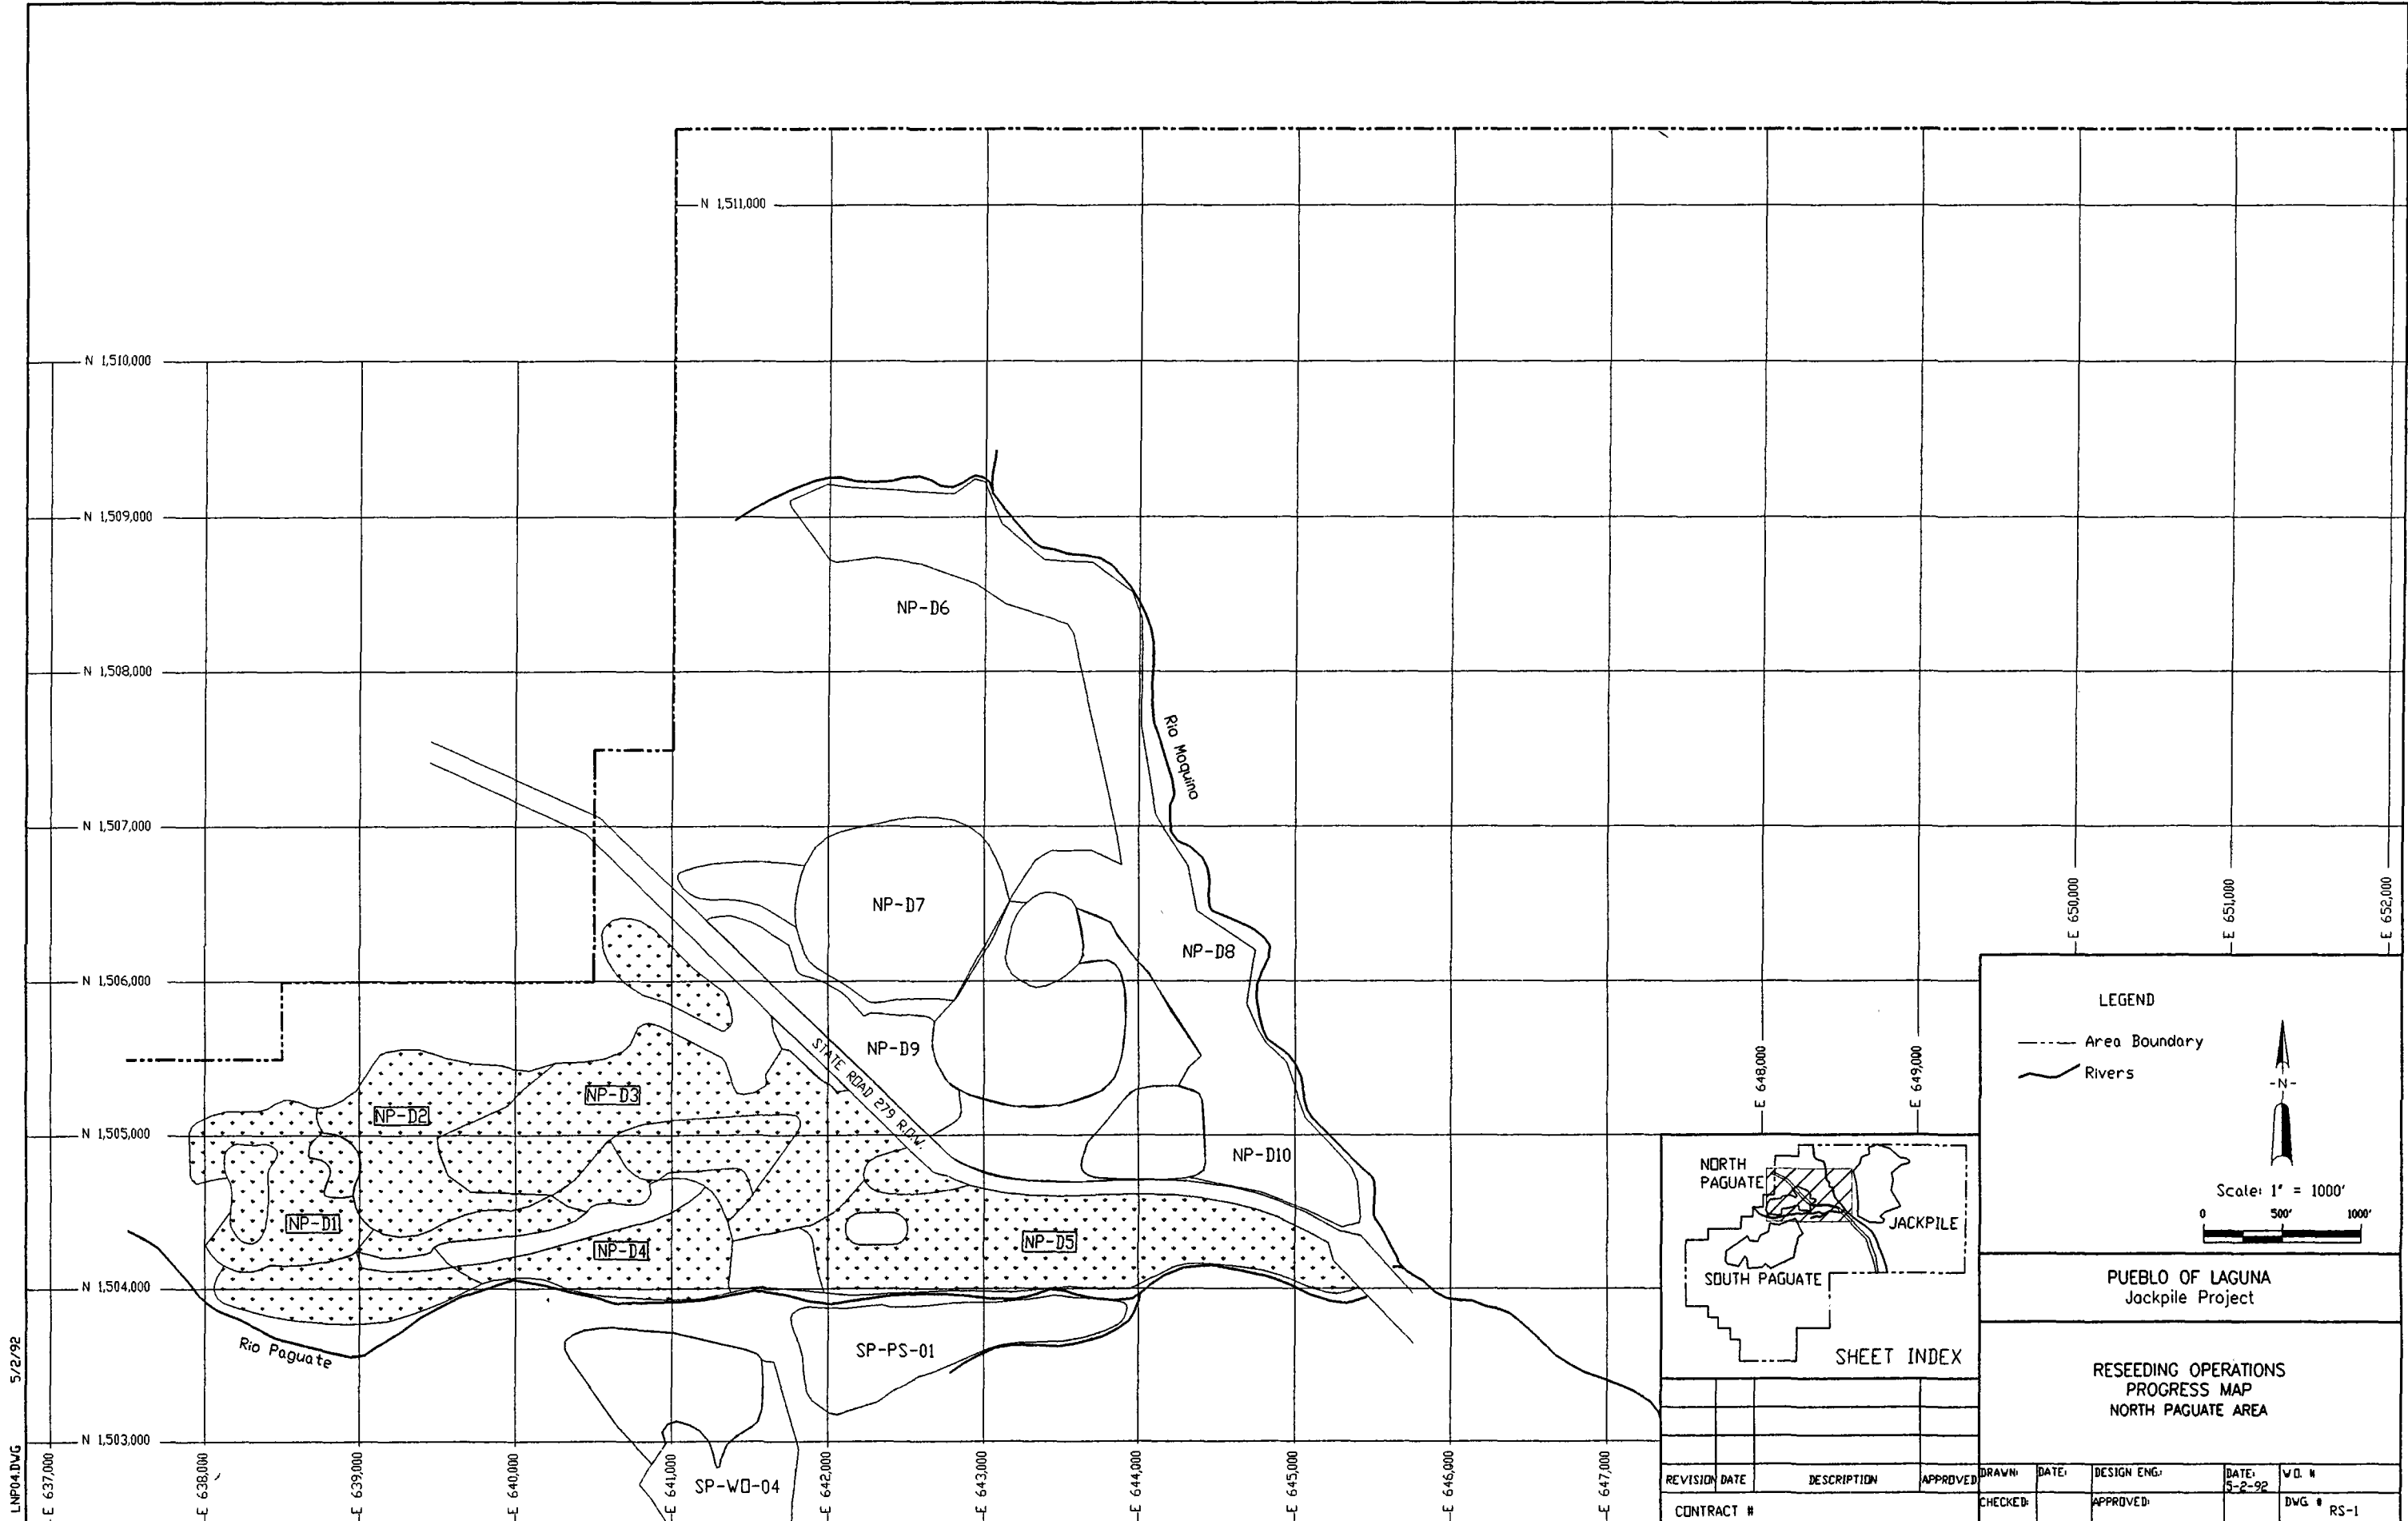 N 1,511,000
N 1,510,000
N 1,509,000
N 1,508,000
N 1,507,000
N 1,506,000
N 1,505,000
N 1,504,000
N 1,503,000
NP-D6
Rio Moquino
NP-D7
NP-D8
NP-D9
STATE ROAD 279 R.O.W.
NP-D3
NP-D2
NP-D10
NP-D1
NP-D4
NP-D5
Rio Paguate
SP-PS-01
SP-WO-04
E 637,000
E 638,000
E 639,000
E 640,000
E 641,000
E 642,000
E 643,000
E 644,000
E 645,000
E 646,000
E 647,000
E 648,000
E 649,000
E 650,000
E 651,000
E 652,000
LNP04.DWG 5/2/92
LEGEND
Area Boundary
Rivers
-N-
Scale: 1" = 1000'
0 500' 1000'
NORTH
PAGUATE
JACKPILE
SOUTH PAGUATE
SHEET INDEX
PUEBLO OF LAGUNA
Jackpile Project
RESEEDING OPERATIONS
PROGRESS MAP
NORTH PAGUATE AREA
REVISION DATE DESCRIPTION APPROVED
CONTRACT #
DRAWN: DATE: DESIGN ENG.: DATE: 5-2-92 W.O. #
CHECKED: APPROVED: DWG. # RS-1